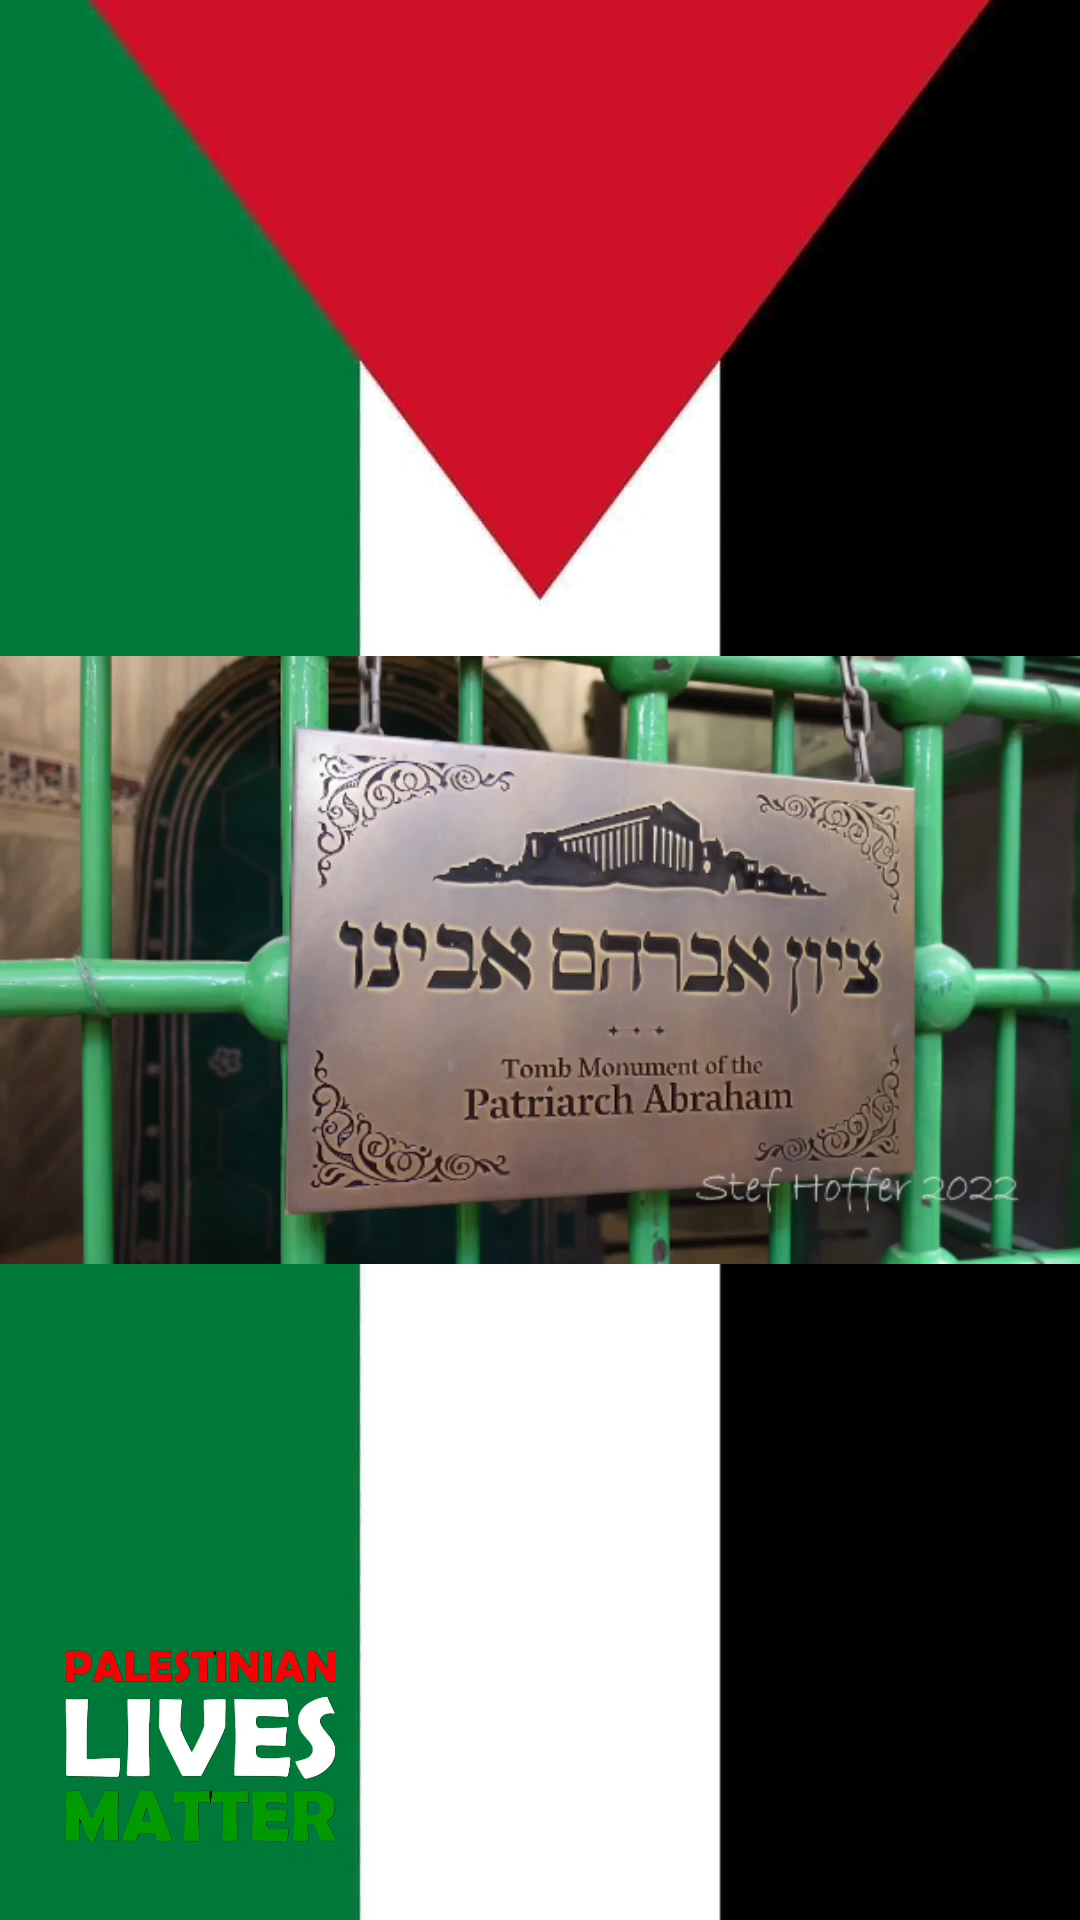 ציון אברהם אבינו
Tomb Monument of the
Patriarch Abraham
Stef Hoffer 2022
PALESTINIAN
LIVES
MATTER